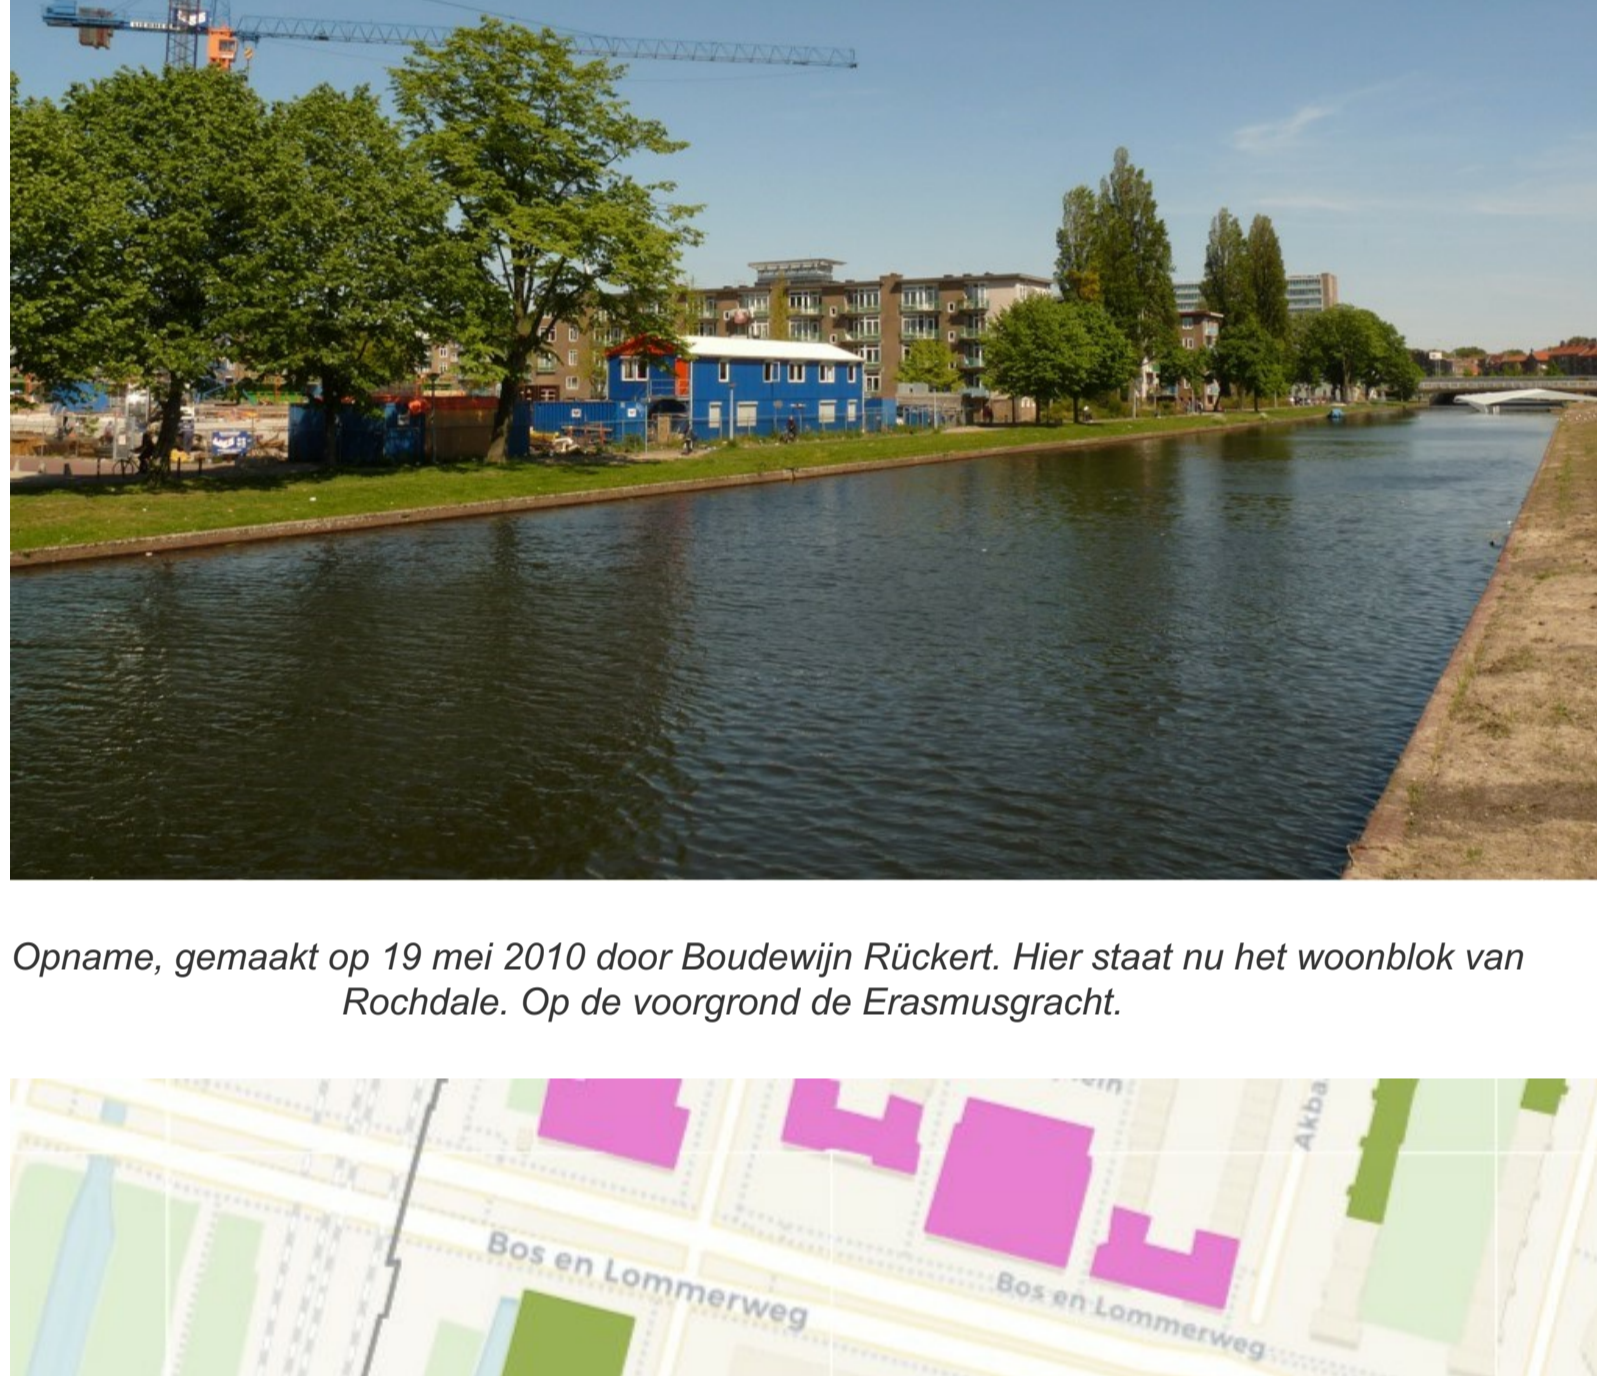 Opname, gemaakt op 19 mei 2010 door Boudewijn Rückert. Hier staat nu het woonblok van
Rochdale. Op de voorgrond de Erasmusgracht.
Bos en Lommerweg
Bos en Lommerweg